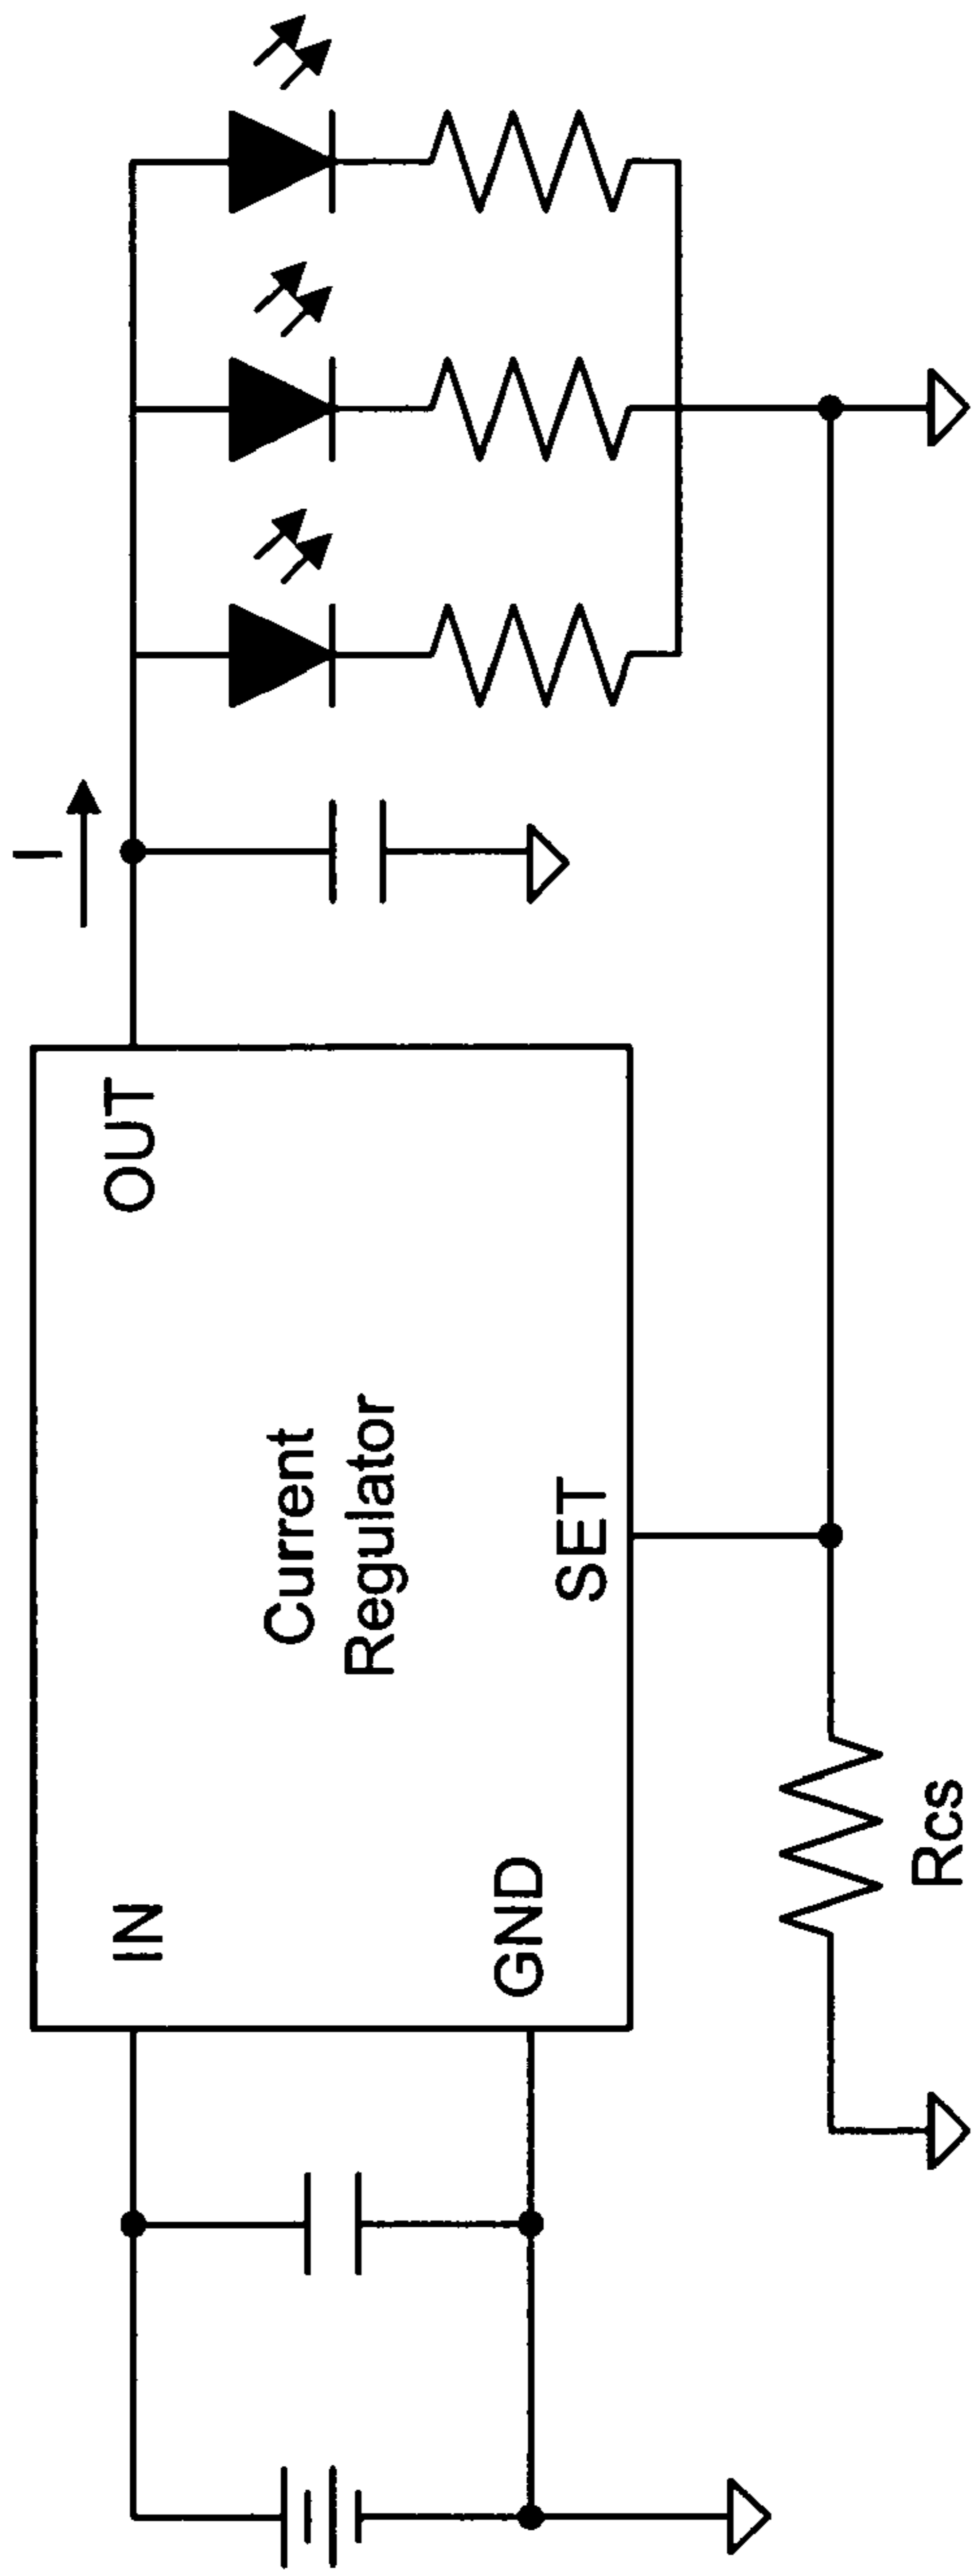 I
IN
OUT
Current
Regulator
GND
SET
Rcs